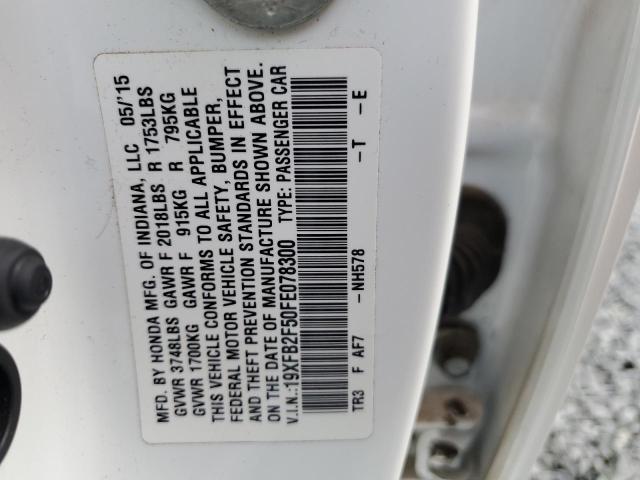 MFD. BY HONDA MFG. OF INDIANA, LLC 05/'15
GVWR 3748LBS GAWR F 2018LBS R 1753LBS
GVWR 1700KG GAWR F 915KG R 795KG
THIS VEHICLE CONFORMS TO ALL APPLICABLE
FEDERAL MOTOR VEHICLE SAFETY, BUMPER,
AND THEFT PREVENTION STANDARDS IN EFFECT
ON THE DATE OF MANUFACTURE SHOWN ABOVE.
V.I.N.:19XFB2F50FE078300 TYPE: PASSENGER CAR
TR3 F AF7 -NH578 -T -E